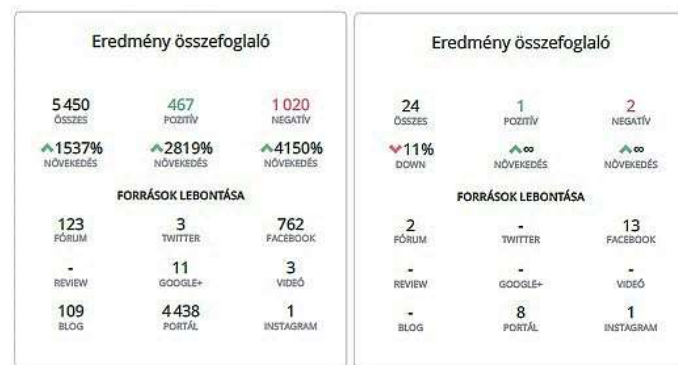 Eredmény összefoglaló
5 450 467 1 020
ÖSSZES POZITÍV NEGATÍV
1537% 2819% 4150%
NÖVEKEDÉS NÖVEKEDÉS NÖVEKEDÉS
FORRÁSOK LEBONTÁSA
123 3 762
FÓRUM TWITTER FACEBOOK
- 11 3
REVIEW GOOGLE+ VIDEÓ
109 4 438 1
BLOG PORTÁL INSTAGRAM
Eredmény összefoglaló
24 1 2
ÖSSZES POZITÍV NEGATÍV
11% ∞ ∞
DOWN NÖVEKEDÉS NÖVEKEDÉS
FORRÁSOK LEBONTÁSA
2 - 13
FÓRUM TWITTER FACEBOOK
- - -
REVIEW GOOGLE+ VIDEÓ
- 8 1
BLOG PORTÁL INSTAGRAM